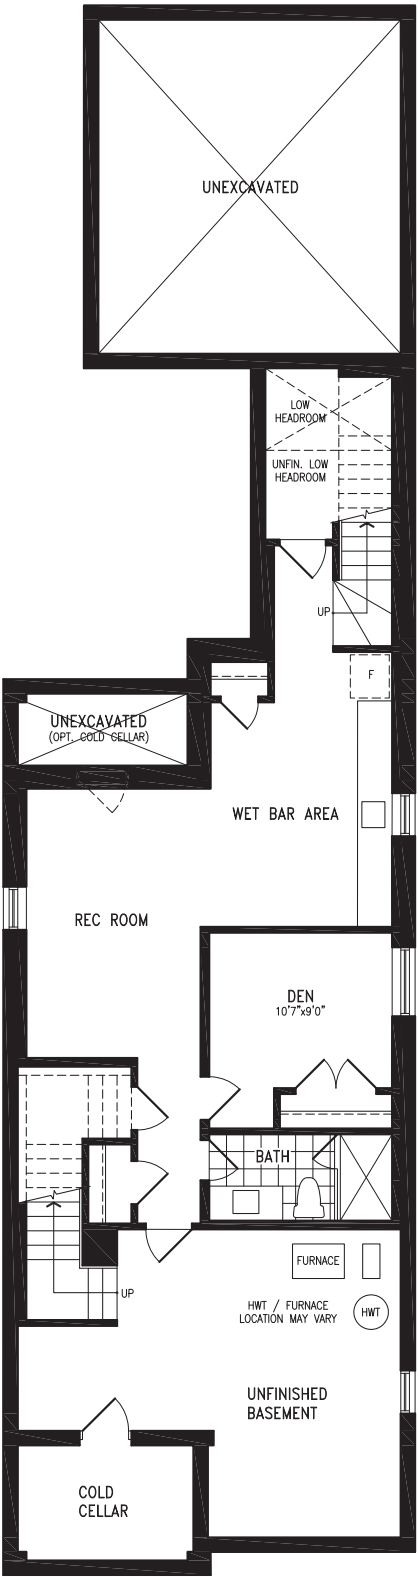 UNEXCAVATED
LOW
HEADROOM
UNFIN. LOW
HEADROOM
UP
F
UNEXCAVATED
(OPT. COLD CELLAR)
WET BAR AREA
REC ROOM
DEN
10'7"x9'0"
BATH
FURNACE
UP
HWT / FURNACE
LOCATION MAY VARY
HWT
UNFINISHED
BASEMENT
COLD
CELLAR